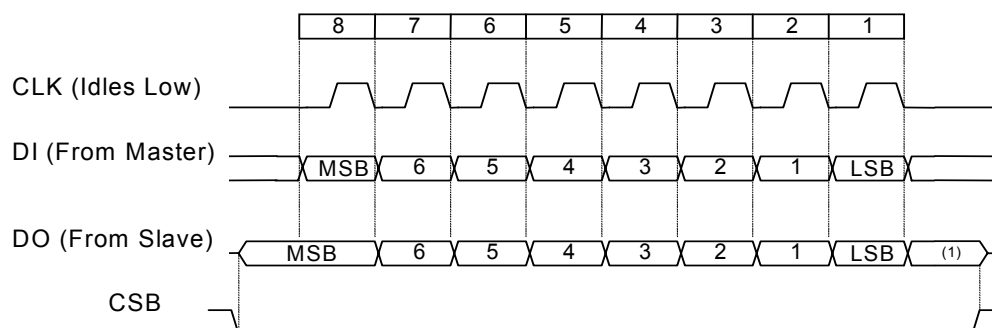 8 7 6 5 4 3 2 1
CLK (Idles Low)
DI (From Master) MSB 6 5 4 3 2 1 LSB
DO (From Slave) MSB 6 5 4 3 2 1 LSB (1)
CSB